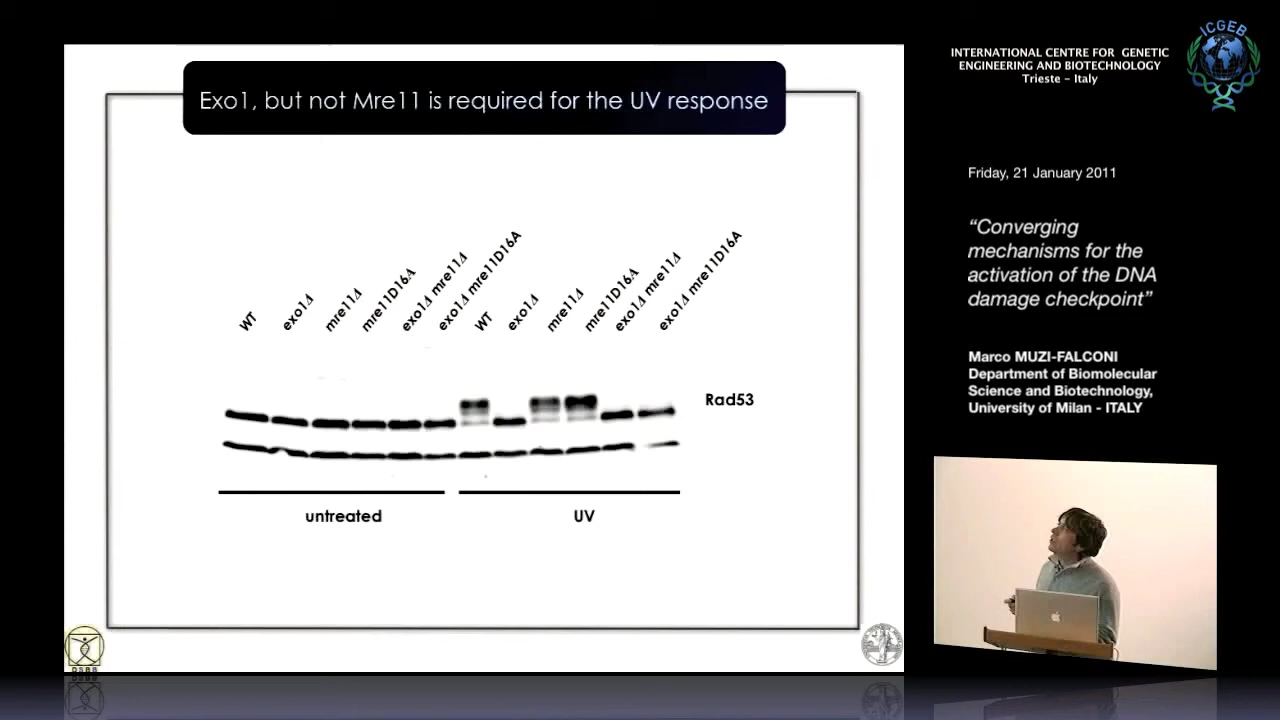 Exo1, but not Mre11 is required for the UV response
WT
exo1Δ
mre11Δ
mre11D16A
exo1Δ mre11Δ
exo1Δ mre11D16A
WT
exo1Δ
mre11Δ
mre11D16A
exo1Δ mre11Δ
exo1Δ mre11D16A
Rad53
untreated
UV
DSBB
INTERNATIONAL CENTRE FOR GENETIC
ENGINEERING AND BIOTECHNOLOGY
Trieste - Italy
ICGEB
Friday, 21 January 2011
“Converging
mechanisms for the
activation of the DNA
damage checkpoint”
Marco MUZI-FALCONI
Department of Biomolecular
Science and Biotechnology,
University of Milan - ITALY